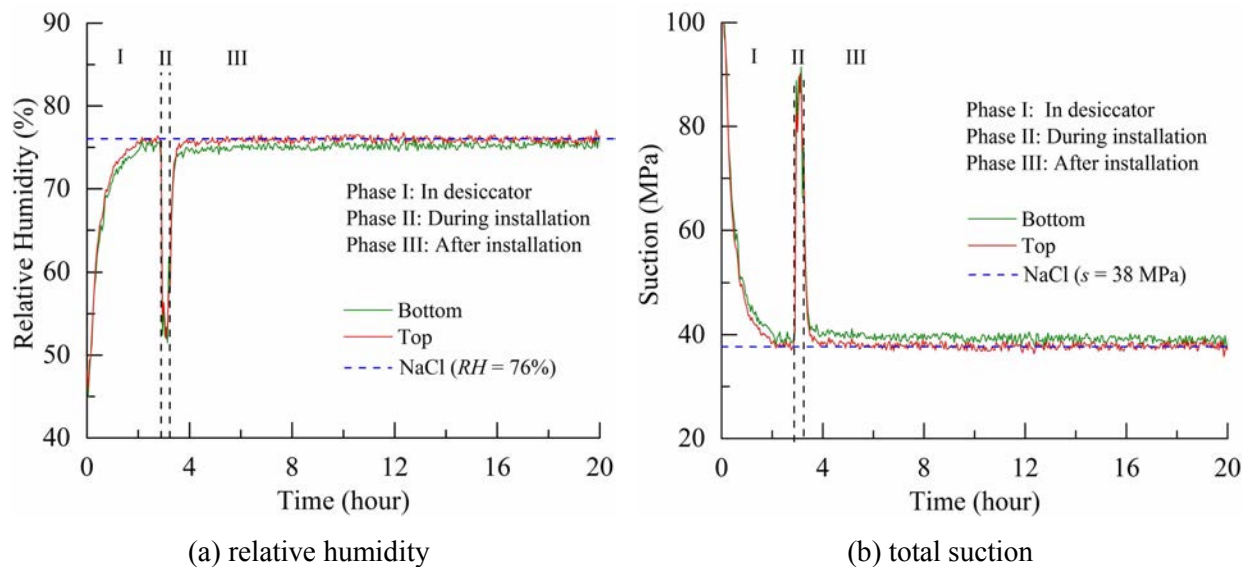 90
80
70
60
50
40
0
4
8
12
16
20
Relative Humidity (%)
Time (hour)
I
II
III
Phase I: In desiccator
Phase II: During installation
Phase III: After installation
Bottom
Top
NaCl (RH = 76%)
(a) relative humidity
100
80
60
40
20
0
4
8
12
16
20
Suction (MPa)
Time (hour)
I
II
III
Phase I: In desiccator
Phase II: During installation
Phase III: After installation
Bottom
Top
NaCl (s = 38 MPa)
(b) total suction